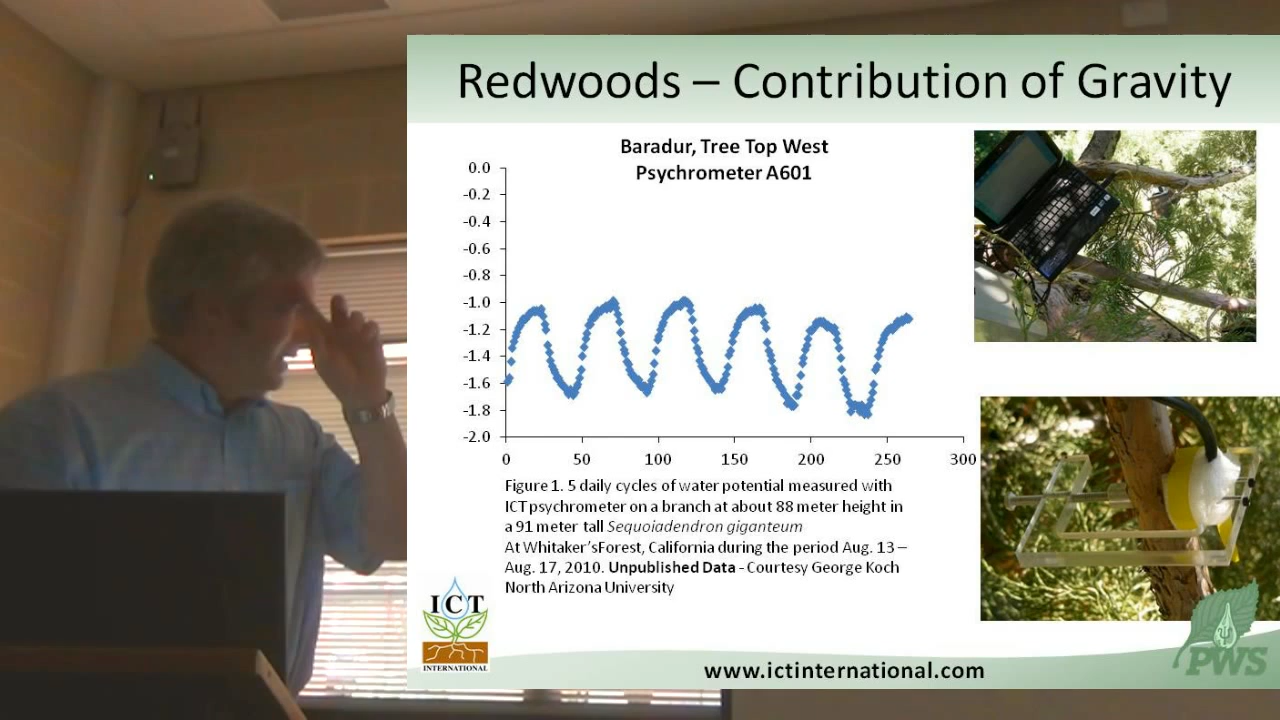 Redwoods – Contribution of Gravity
Baradur, Tree Top West
Psychrometer A601
0.0
-0.2
-0.4
-0.6
-0.8
-1.0
-1.2
-1.4
-1.6
-1.8
-2.0
0 50 100 150 200 250 300
Figure 1. 5 daily cycles of water potential measured with
ICT psychrometer on a branch at about 88 meter height in
a 91 meter tall Sequoiadendron giganteum
At Whitaker'sForest, California during the period Aug. 13 –
Aug. 17, 2010. Unpublished Data - Courtesy George Koch
North Arizona University
ICT
INTERNATIONAL
www.ictinternational.com
PWS